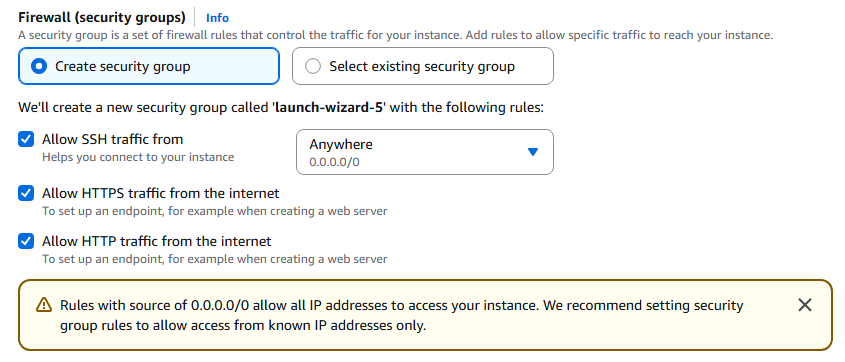 Firewall (security groups) Info
A security group is a set of firewall rules that control the traffic for your instance. Add rules to allow specific traffic to reach your instance.
Create security group
Select existing security group
We'll create a new security group called 'launch-wizard-5' with the following rules:
Allow SSH traffic from
Helps you connect to your instance
Anywhere
0.0.0.0/0
Allow HTTPS traffic from the internet
To set up an endpoint, for example when creating a web server
Allow HTTP traffic from the internet
To set up an endpoint, for example when creating a web server
Rules with source of 0.0.0.0/0 allow all IP addresses to access your instance. We recommend setting security
group rules to allow access from known IP addresses only.